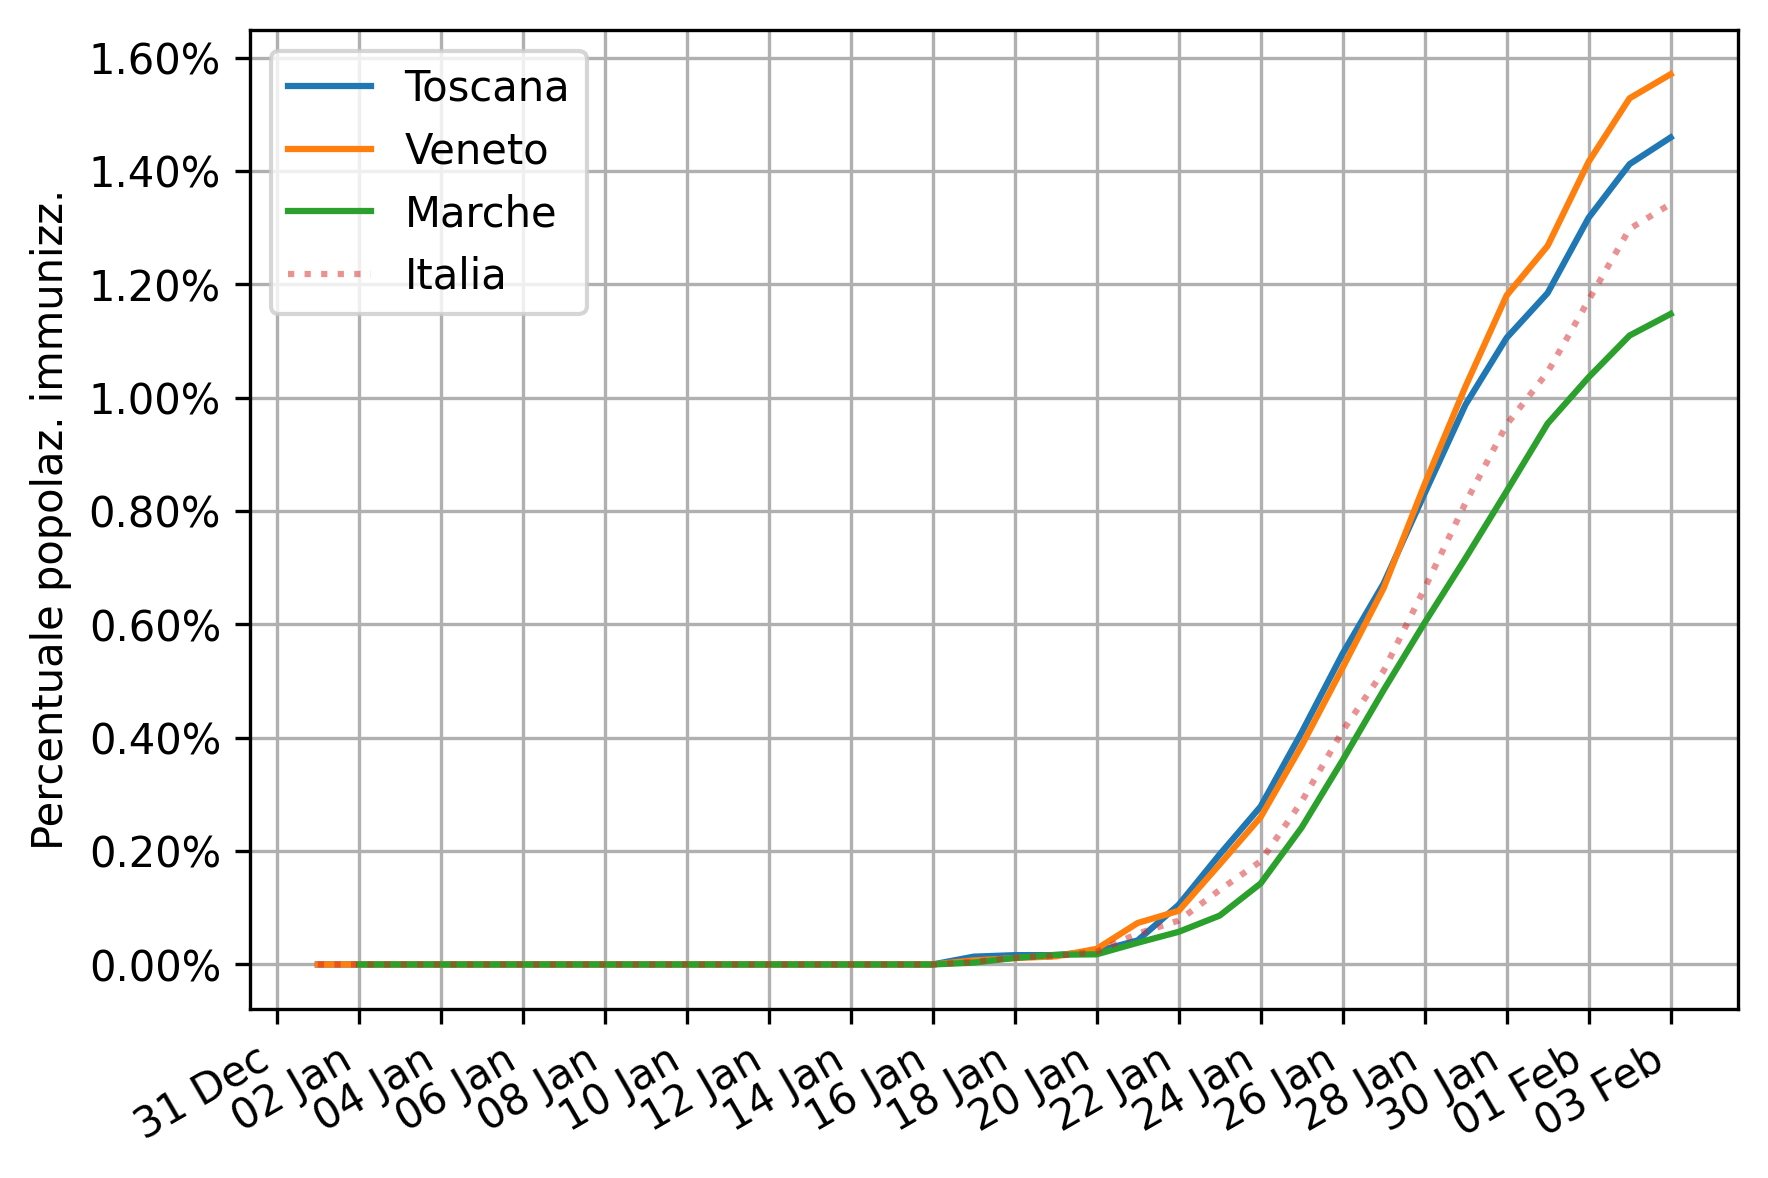 1.60%
1.40%
1.20%
1.00%
0.80%
0.60%
0.40%
0.20%
0.00%
Percentuale popolaz. immunizz.
Toscana
Veneto
Marche
Italia
31 Dec
02 Jan
04 Jan
06 Jan
08 Jan
10 Jan
12 Jan
14 Jan
16 Jan
18 Jan
20 Jan
22 Jan
24 Jan
26 Jan
28 Jan
30 Jan
01 Feb
03 Feb